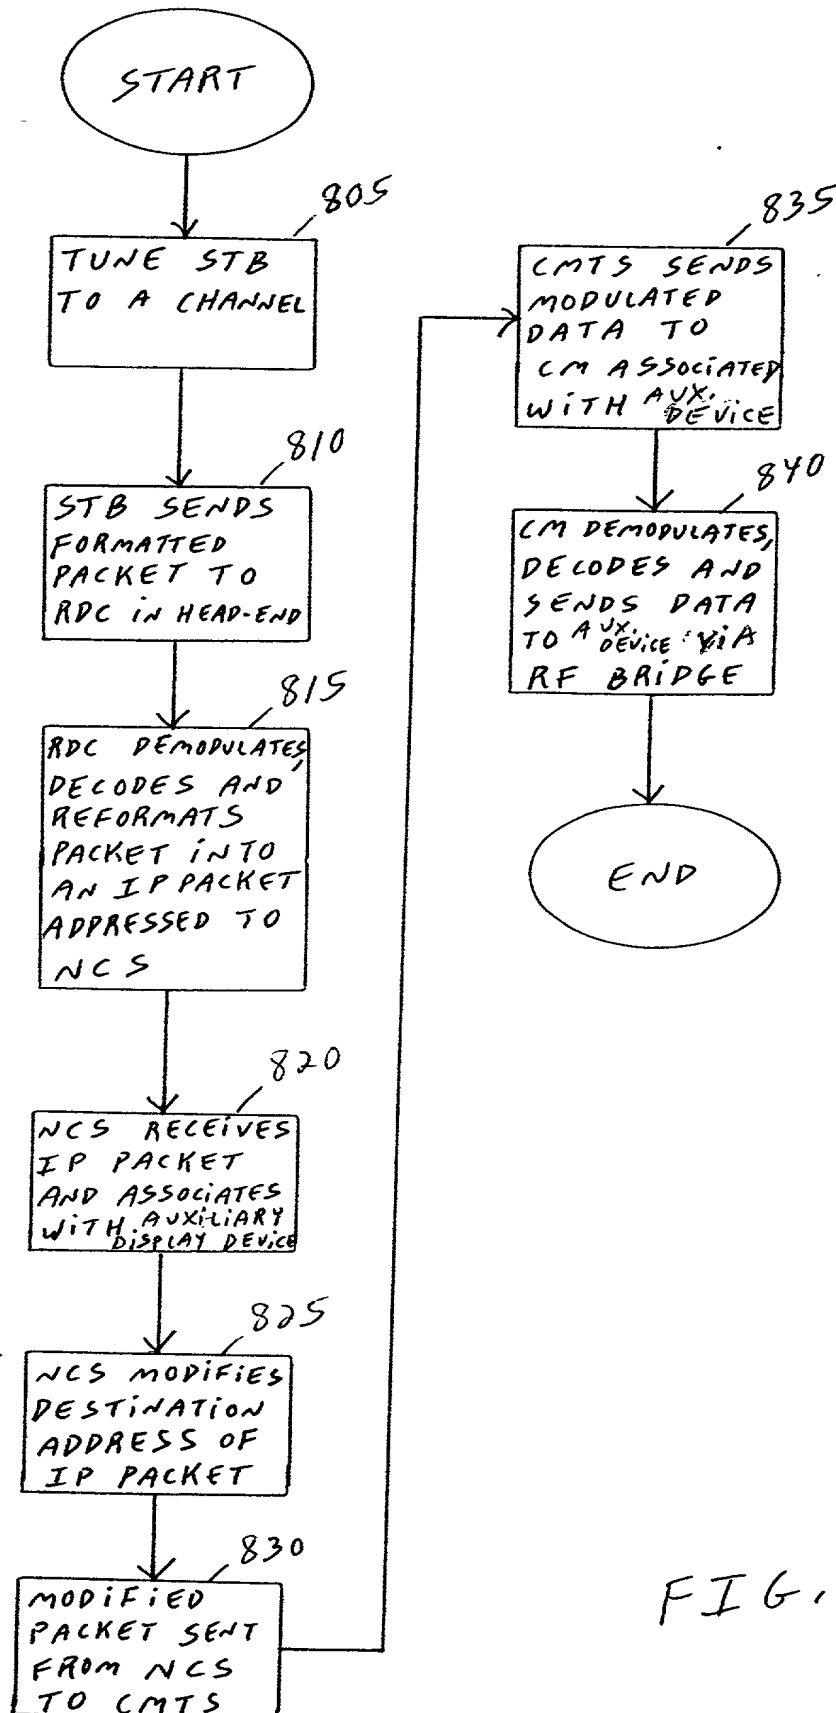 START
805
TUNE STB
TO A CHANNEL
810
STB SENDS
FORMATTED
PACKET TO
RDC IN HEAD-END
815
RDC DEMODULATES,
DECODES AND
REFORMATS
PACKET INTO
AN IP PACKET
ADDRESSED TO
NCS
820
NCS RECEIVES
IP PACKET
AND ASSOCIATES
WITH AUXILIARY
DISPLAY DEVICE
825
NCS MODIFIES
DESTINATION
ADDRESS OF
IP PACKET
830
MODIFIED
PACKET SENT
FROM NCS
TO CMTS
835
CMTS SENDS
MODULATED
DATA TO
CM ASSOCIATED
WITH AUX.
DEVICE
840
CM DEMODULATES,
DECODES AND
SENDS DATA
TO AUX. DEVICE VIA
RF BRIDGE
END
FIG.